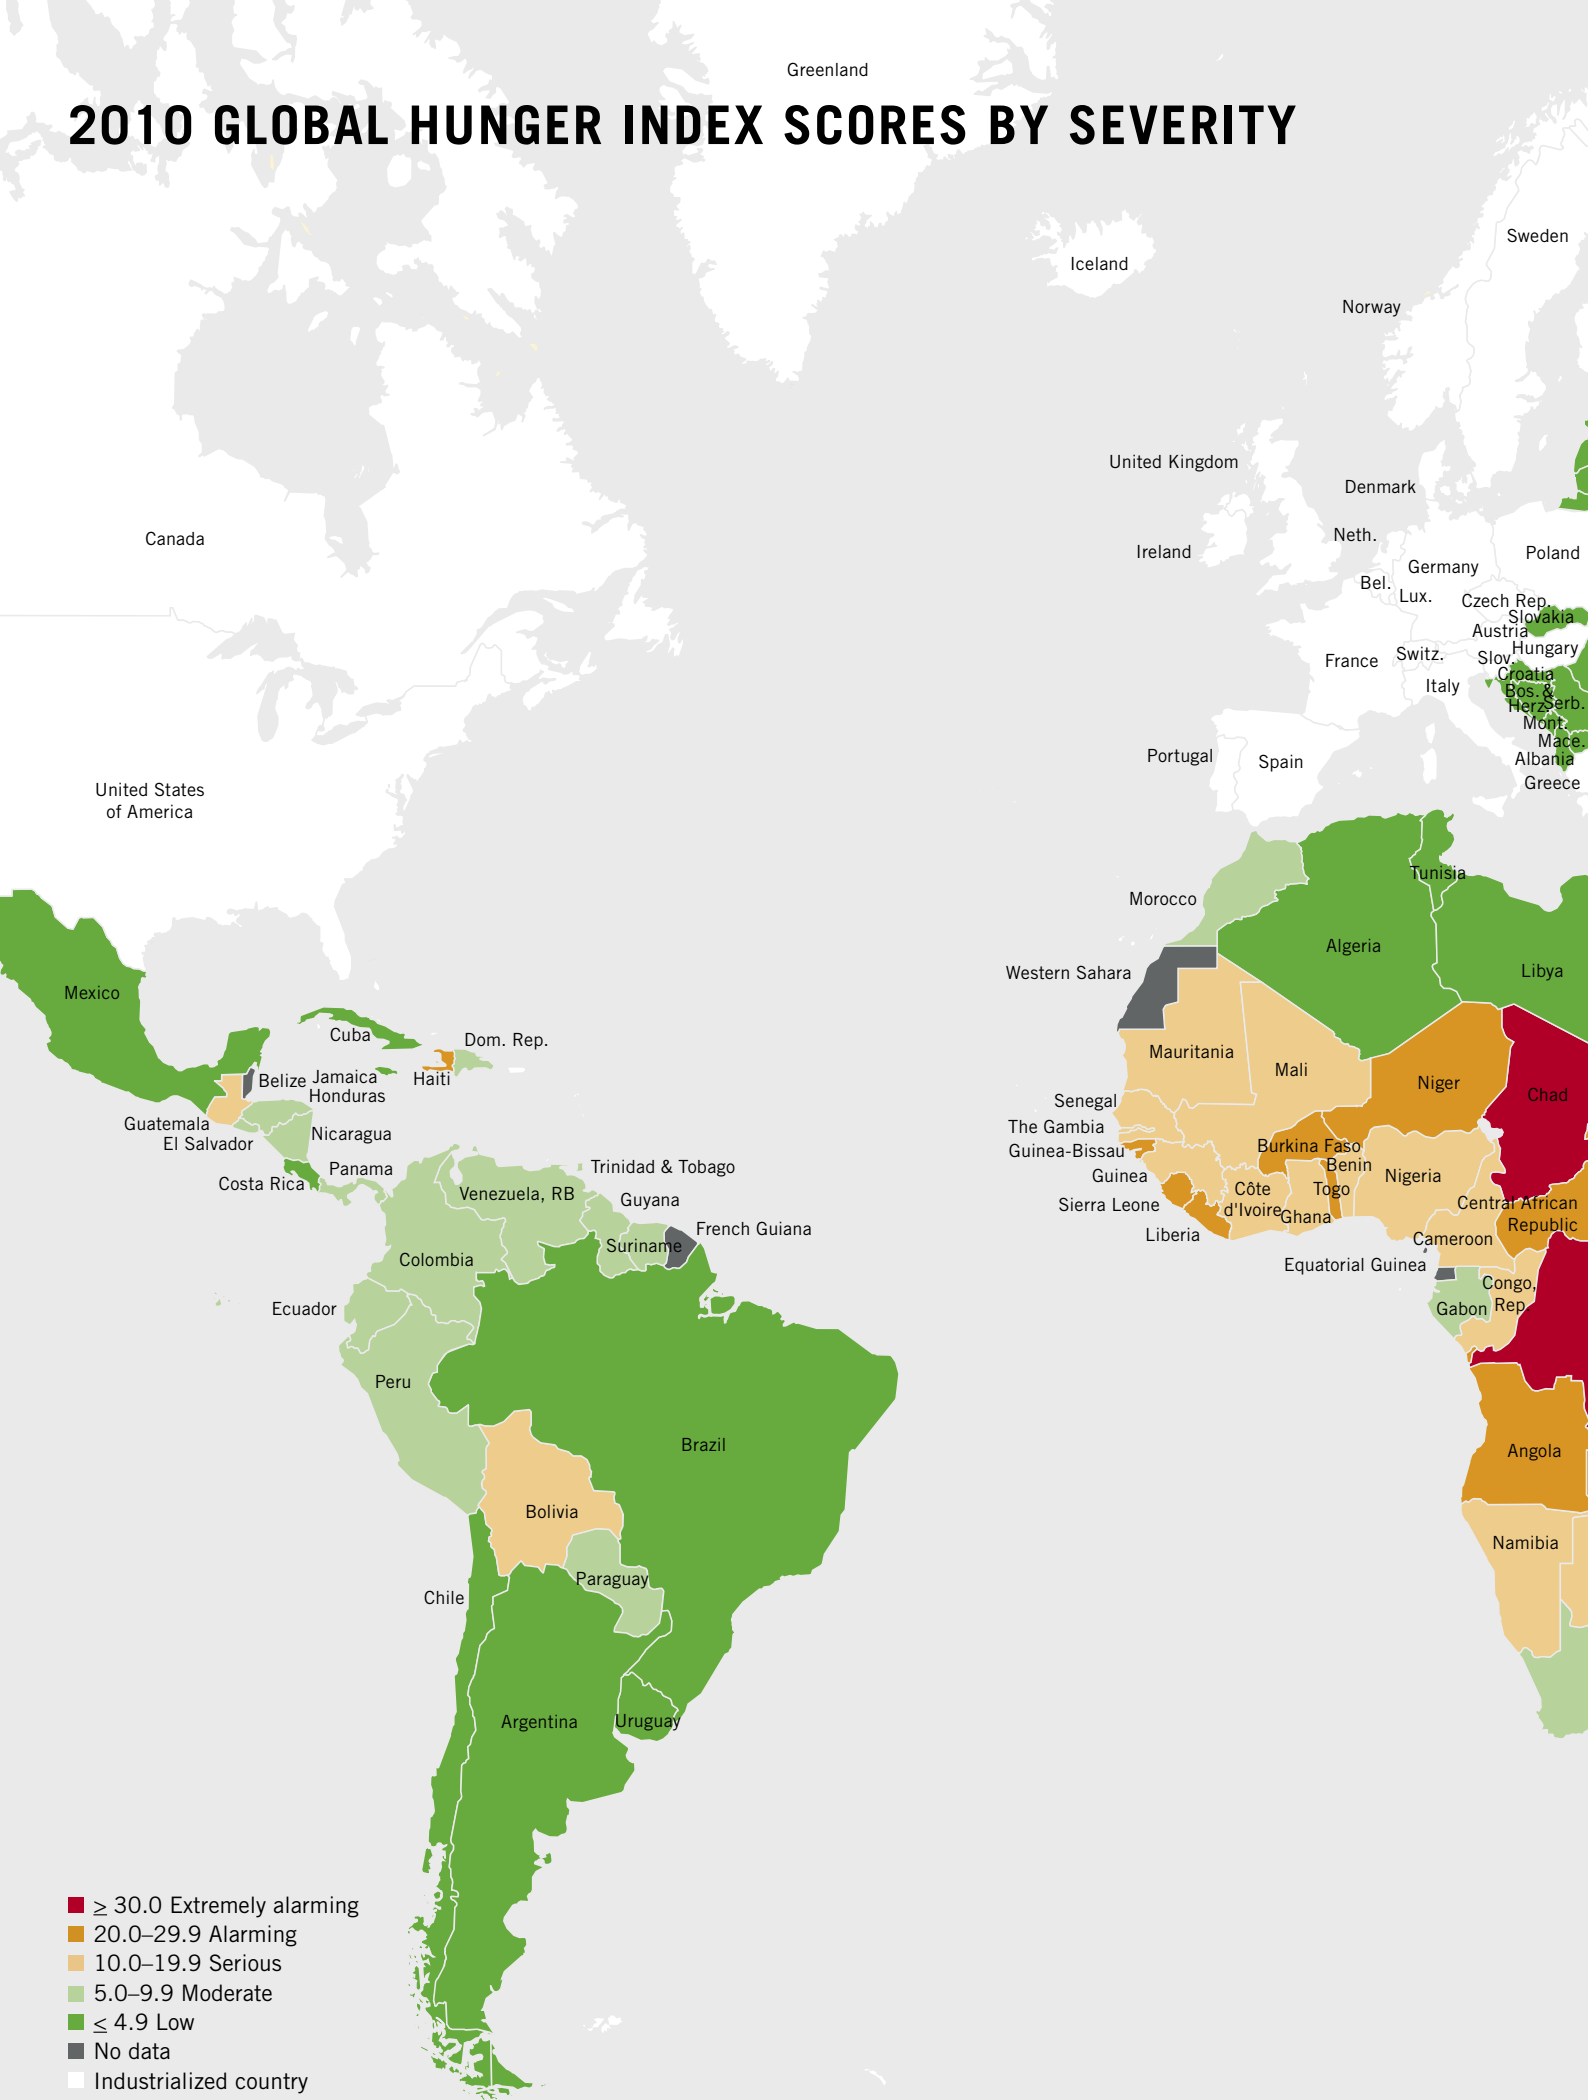 Greenland
2010 GLOBAL HUNGER INDEX SCORES BY SEVERITY
Sweden
Iceland
Norway
United Kingdom
Denmark
Canada
Neth.
Ireland
Poland
Germany
Bel.
Lux.
Czech Rep.
Slovakia
Austria
Hungary
Switz.
Slov.
France
Croatia
Italy
Bos.&
Herz.
Serb.
Mont.
Mace.
Portugal
Albania
Spain
Greece
United States
of America
Tunisia
Morocco
Algeria
Libya
Western Sahara
Mexico
Cuba
Dom. Rep.
Mauritania
Mali
Belize
Jamaica
Haiti
Niger
Honduras
Chad
Senegal
Guatemala
The Gambia
Nicaragua
El Salvador
Burkina Faso
Guinea-Bissau
Benin
Panama
Trinidad & Tobago
Guinea
Nigeria
Costa Rica
Venezuela, RB
Togo
Côte
d'Ivoire
Guyana
Sierra Leone
Central African
Republic
Ghana
French Guiana
Liberia
Cameroon
Suriname
Colombia
Equatorial Guinea
Congo,
Rep.
Ecuador
Gabon
Peru
Brazil
Angola
Bolivia
Namibia
Paraguay
Chile
Argentina
Uruguay
≥ 30.0 Extremely alarming
20.0–29.9 Alarming
10.0–19.9 Serious
5.0–9.9 Moderate
≤ 4.9 Low
No data
Industrialized country